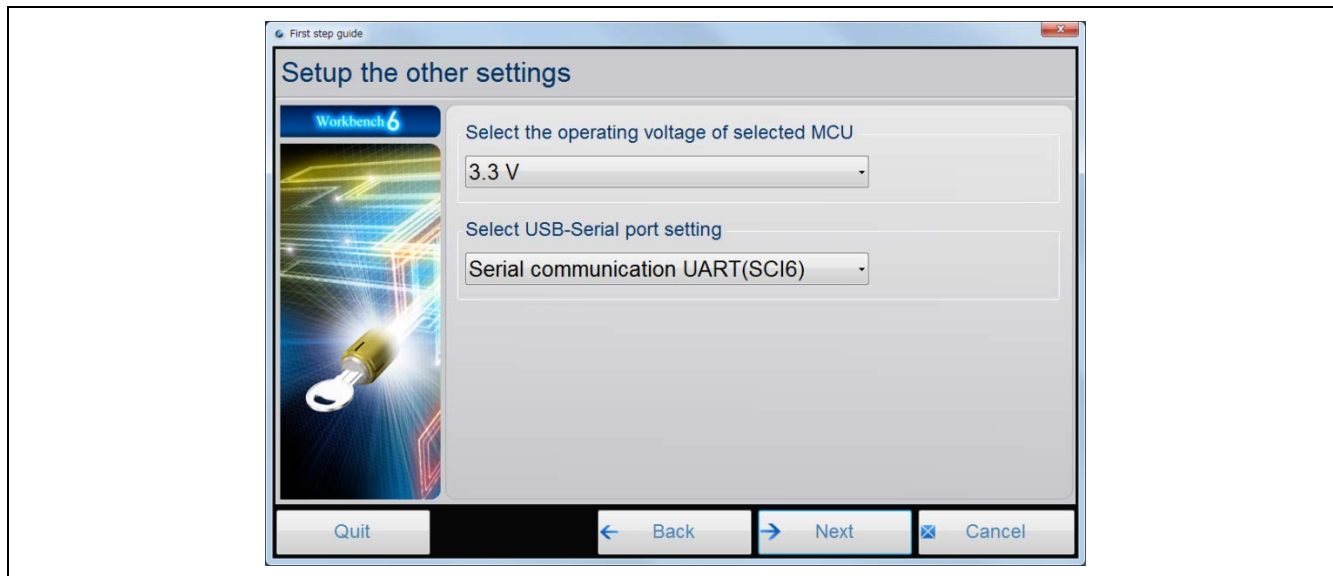 First step guide
Setup the other settings
Workbench 6
Select the operating voltage of selected MCU
3.3 V
Select USB-Serial port setting
Serial communication UART(SCI6)
Quit
Back
Next
Cancel